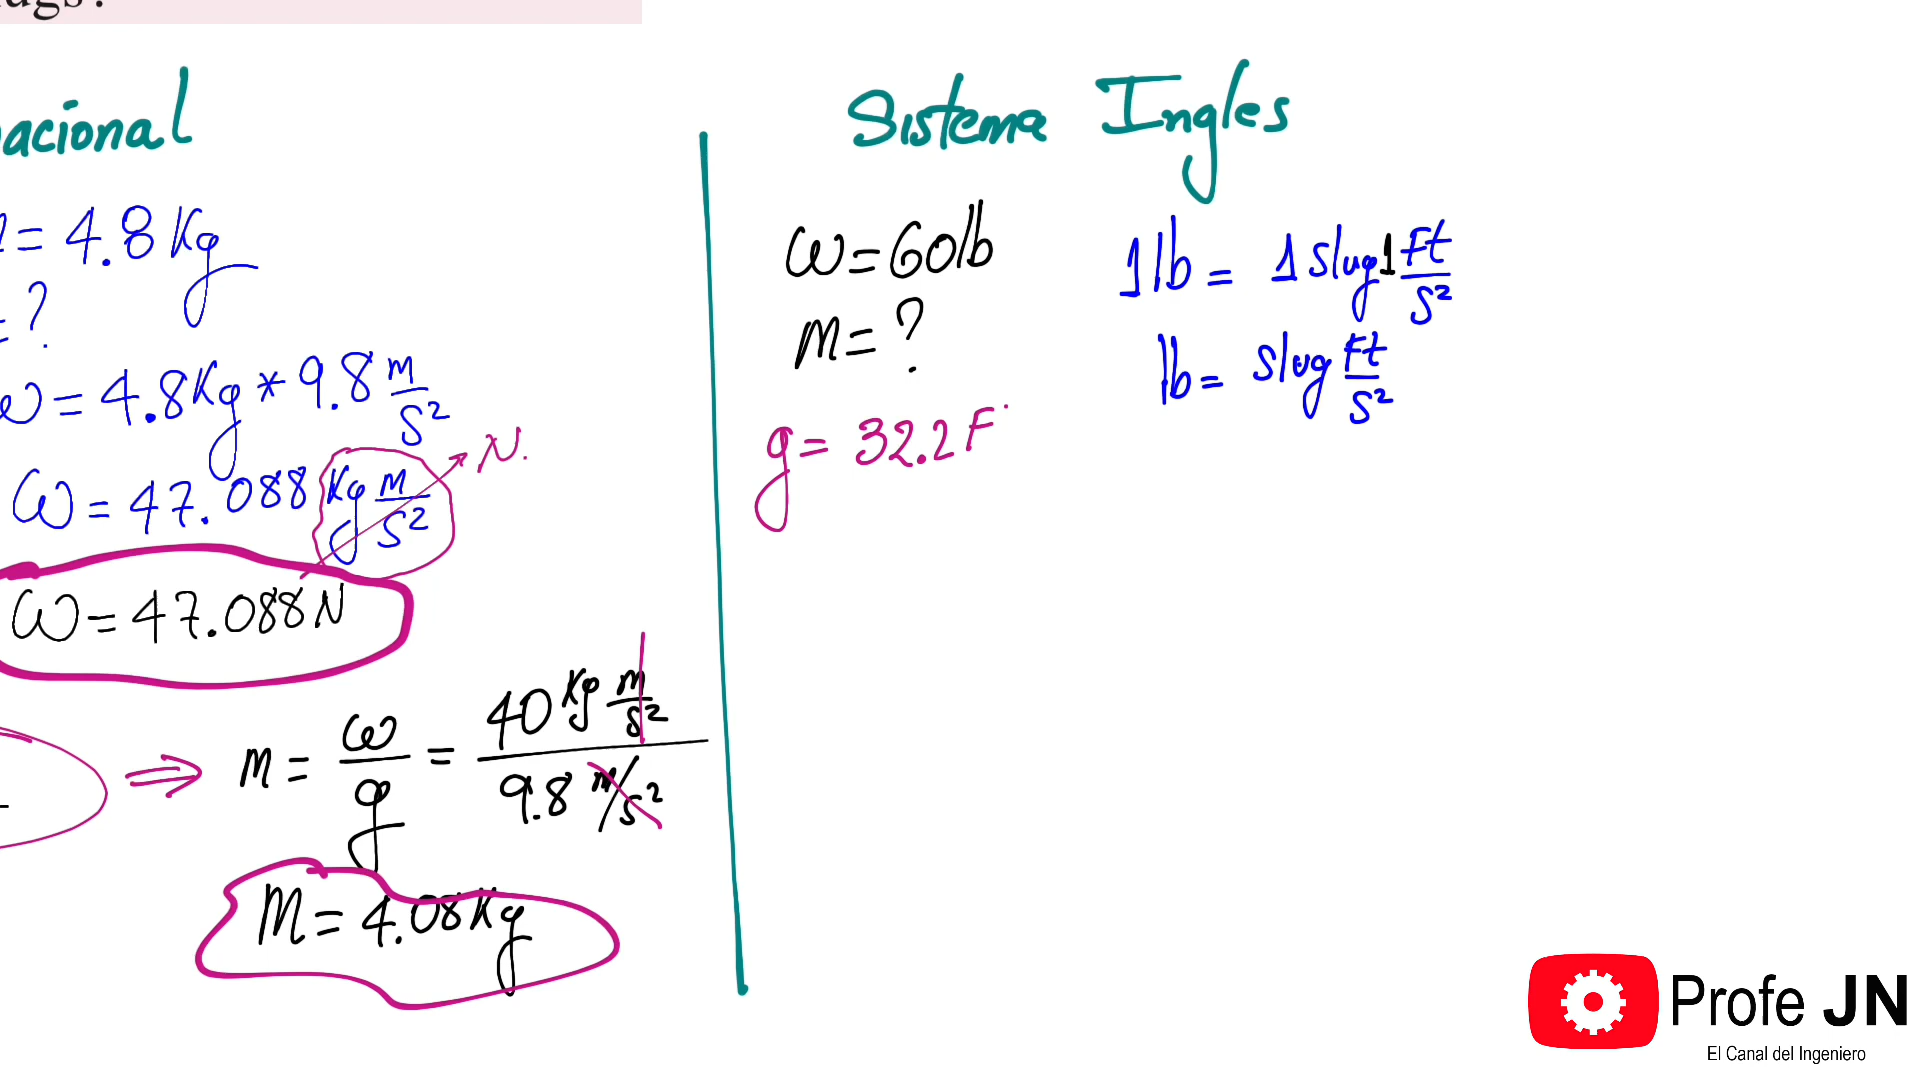 acional
= 4.8 Kg
= ?
ω = 4.8 Kg * 9.8 m/s²
ω = 47.088 Kg m/s² N.
ω = 47.088 N
m = ω/g = 40 Kg m/s² / 9.8 m/s²
M = 4.08 Kg
Sistema Ingles
ω = 60 lb
m = ?
g = 32.2 F
1 lb = 1 slug 1 Ft/s²
lb = slug Ft/s²
Profe JN
El Canal del Ingeniero